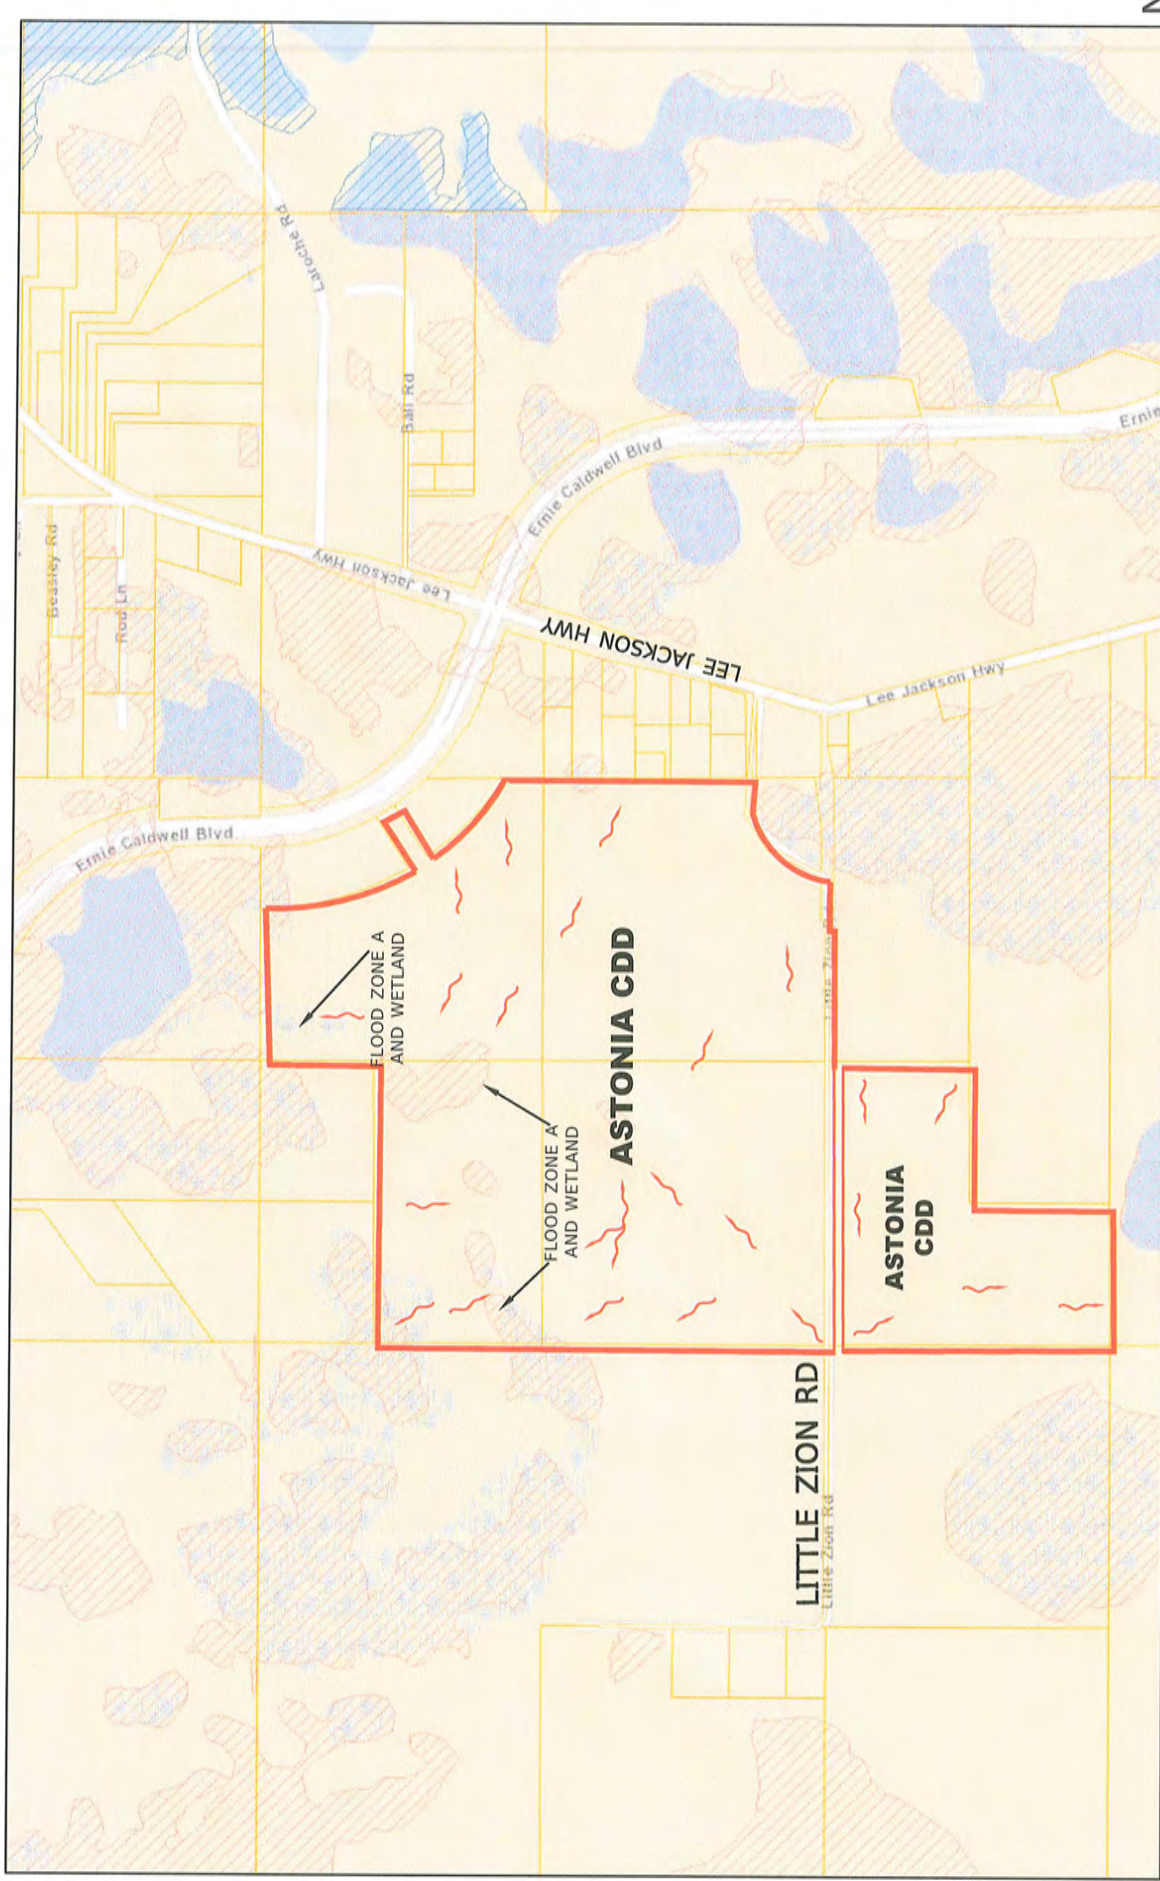 Laroche Rd
Ball Rd
Beasley Rd
Rod Ln
Lee Jackson Hwy
Ernie Caldwell Blvd
Ernie
LEE JACKSON HWY
Lee Jackson Hwy
Ernie Caldwell Blvd
FLOOD ZONE A
AND WETLAND
ASTONIA CDD
Little Zion R
FLOOD ZONE A
AND WETLAND
ASTONIA
CDD
LITTLE ZION RD
Little Zion Rd